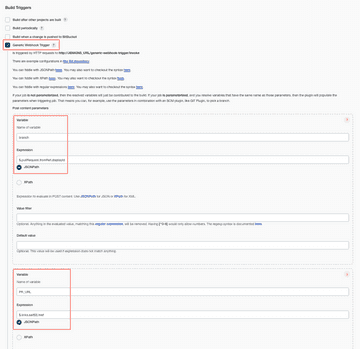 Build Triggers
Build after other projects are built
Build periodically
Build when a change is pushed to BitBucket
Generic Webhook Trigger
Is triggered by HTTP requests to http://JENKINS_URL/generic-webhook-trigger/invoke
There are example configurations in the Git repository.
You can fiddle with JSONPath here. You may also want to checkout the syntax here.
You can fiddle with XPath here. You may also want to checkout the syntax here.
You can fiddle with regular expressions here. You may also want to checkout the syntax here.
If your job is not parameterized, then the resolved variables will just be contributed to the build. If your job is parameterized, and you resolve variables that have the same name as those parameters, then the plugin will populate the
parameters when triggering job. That means you can, for example, use the parameters in combination with an SCM plugin, like GIT Plugin, to pick a branch.
Post content parameters
Variable
Name of variable
branch
Expression
JSONPath
XPath
Expression to evaluate in POST content. Use JSONPath for JSON or XPath for XML.
Value filter
Optional. Anything in the evaluated value, matching this regular expression, will be removed. Having [^0-9] would only allow numbers. The regexp syntax is documented here.
Default value
Optional. This value will be used if expression does not match anything.
Variable
Name of variable
PR_URL
Expression
JSONPath
XPath